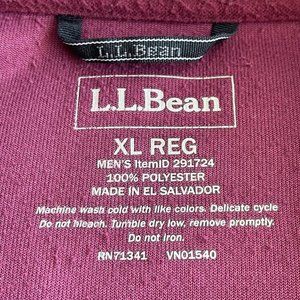 L.L.Bean
L.L.Bean
XL REG
MEN'S ItemID 291724
100% POLYESTER
MADE IN EL SALVADOR
Machine wash cold with like colors. Delicate cycle
Do not bleach. Tumble dry low, remove promptly.
Do not iron.
RN71341 VN01540